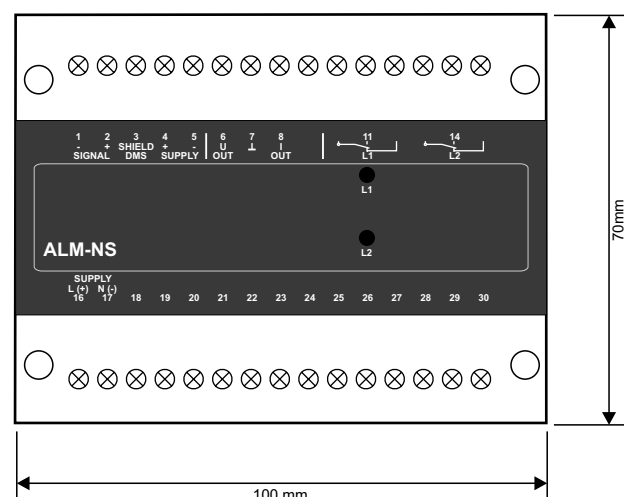 1 2 3 4 5 6 7 8 11 14
- + SHIELD + - U ⊥ I
SIGNAL DMS SUPPLY OUT OUT L1 L2
L1
L2
ALM-NS
SUPPLY
L (+) N (-)
16 17 18 19 20 21 22 23 24 25 26 27 28 29 30
70mm
100 mm